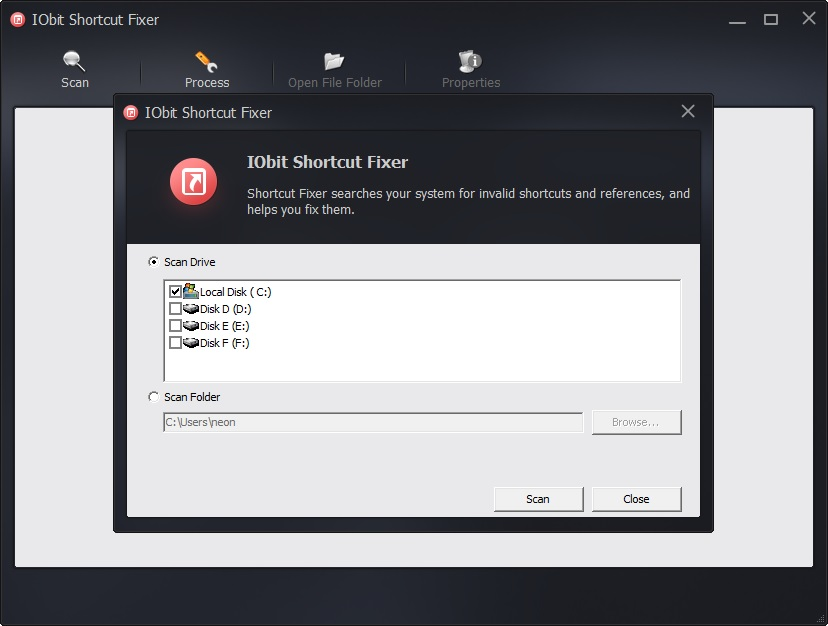 IObit Shortcut Fixer
Scan
Process
Open File Folder
Properties
IObit Shortcut Fixer
IObit Shortcut Fixer
Shortcut Fixer searches your system for invalid shortcuts and references, and
helps you fix them.
Scan Drive
Local Disk ( C:)
Disk D (D:)
Disk E (E:)
Disk F (F:)
Scan Folder
C:\Users\neon
Browse...
Scan
Close